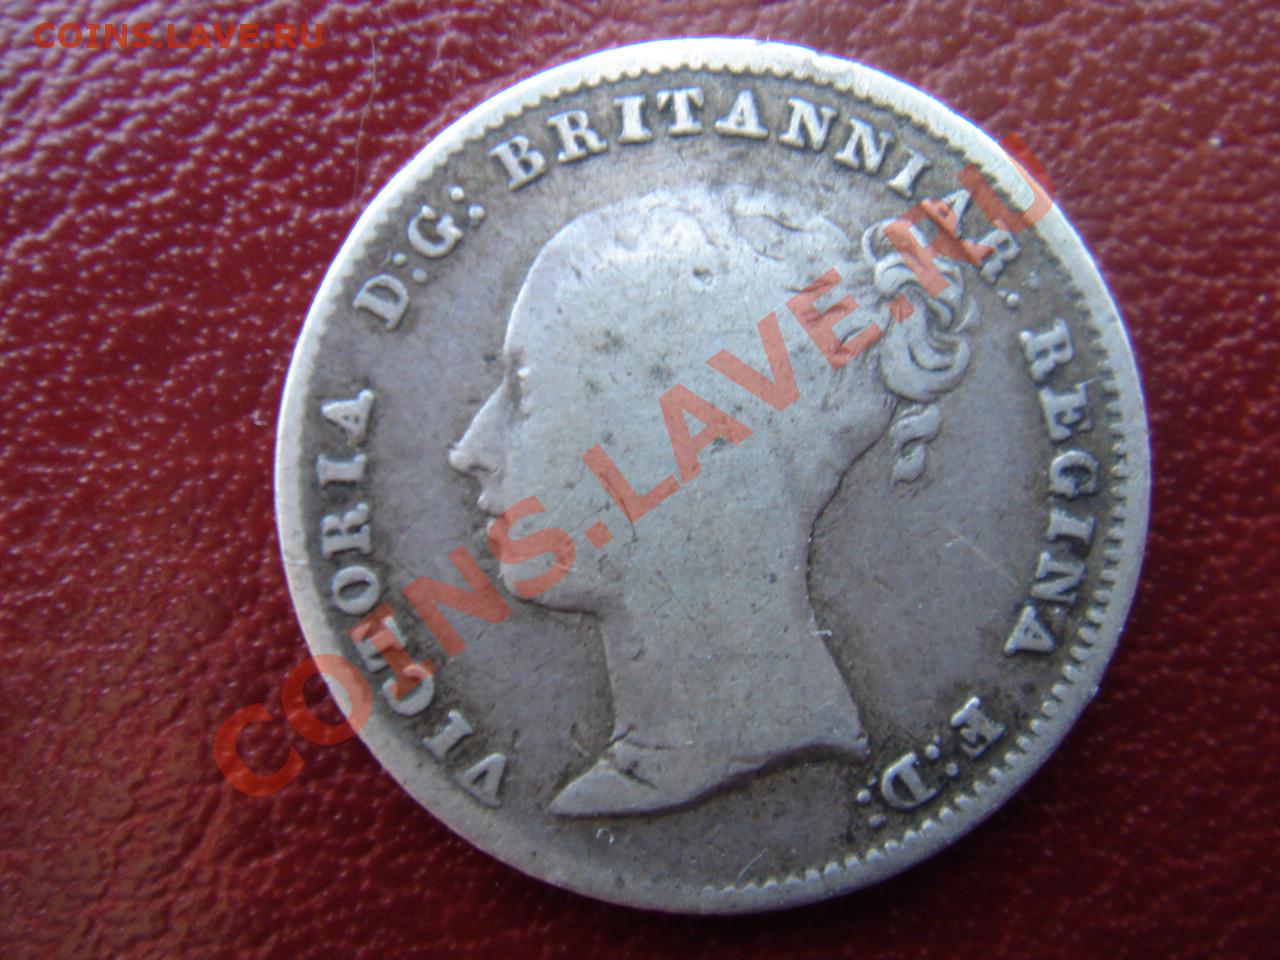 COINS.LAVE.RU
VICTORIA D:G: BRITANNIAR: REGINA F:D:
COINS.LAVE.RU